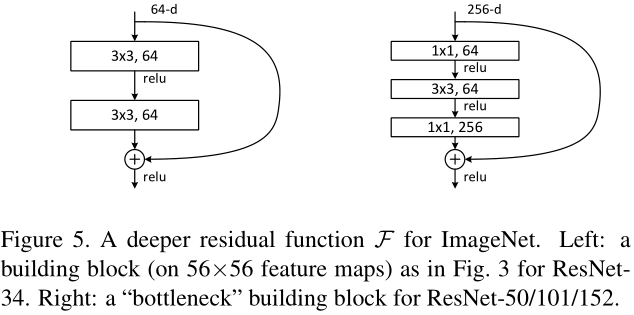 64-d
3x3, 64
relu
3x3, 64
+
relu
256-d
1x1, 64
relu
3x3, 64
relu
1x1, 256
+
relu
Figure 5. A deeper residual function F for ImageNet. Left: a
building block (on 56×56 feature maps) as in Fig. 3 for ResNet-
34. Right: a “bottleneck” building block for ResNet-50/101/152.